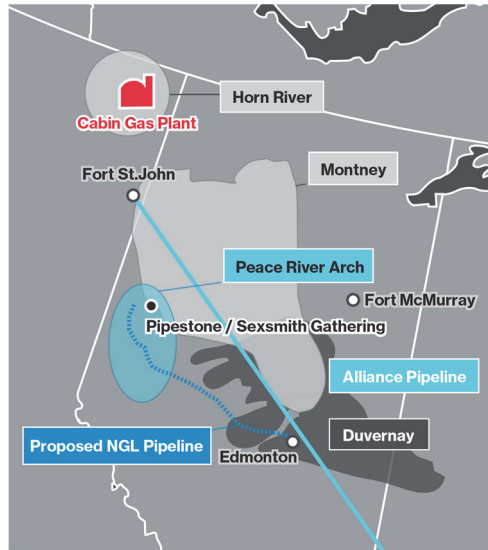 Horn River
Cabin Gas Plant
Fort St.John
Montney
Peace River Arch
Fort McMurray
Pipestone / Sexsmith Gathering
Alliance Pipeline
Duvernay
Proposed NGL Pipeline
Edmonton